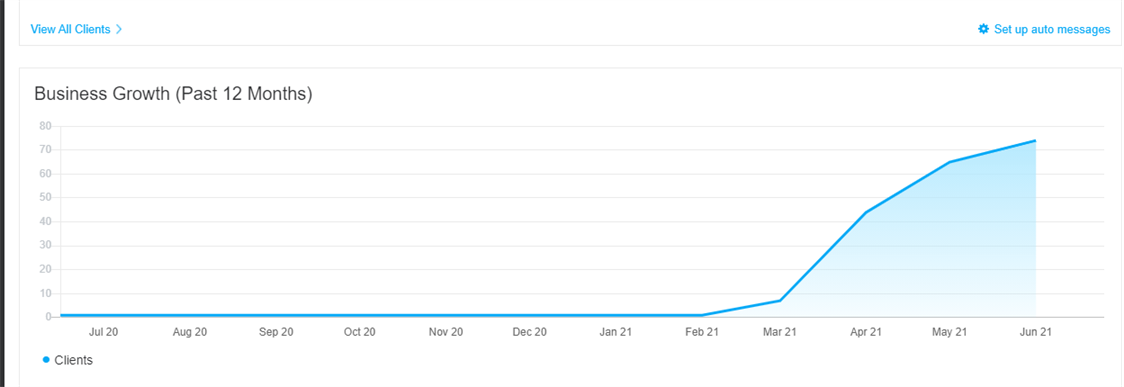 View All Clients
Set up auto messages
Business Growth (Past 12 Months)
80
70
60
50
40
30
20
10
0
Jul 20 Aug 20 Sep 20 Oct 20 Nov 20 Dec 20 Jan 21 Feb 21 Mar 21 Apr 21 May 21 Jun 21
Clients